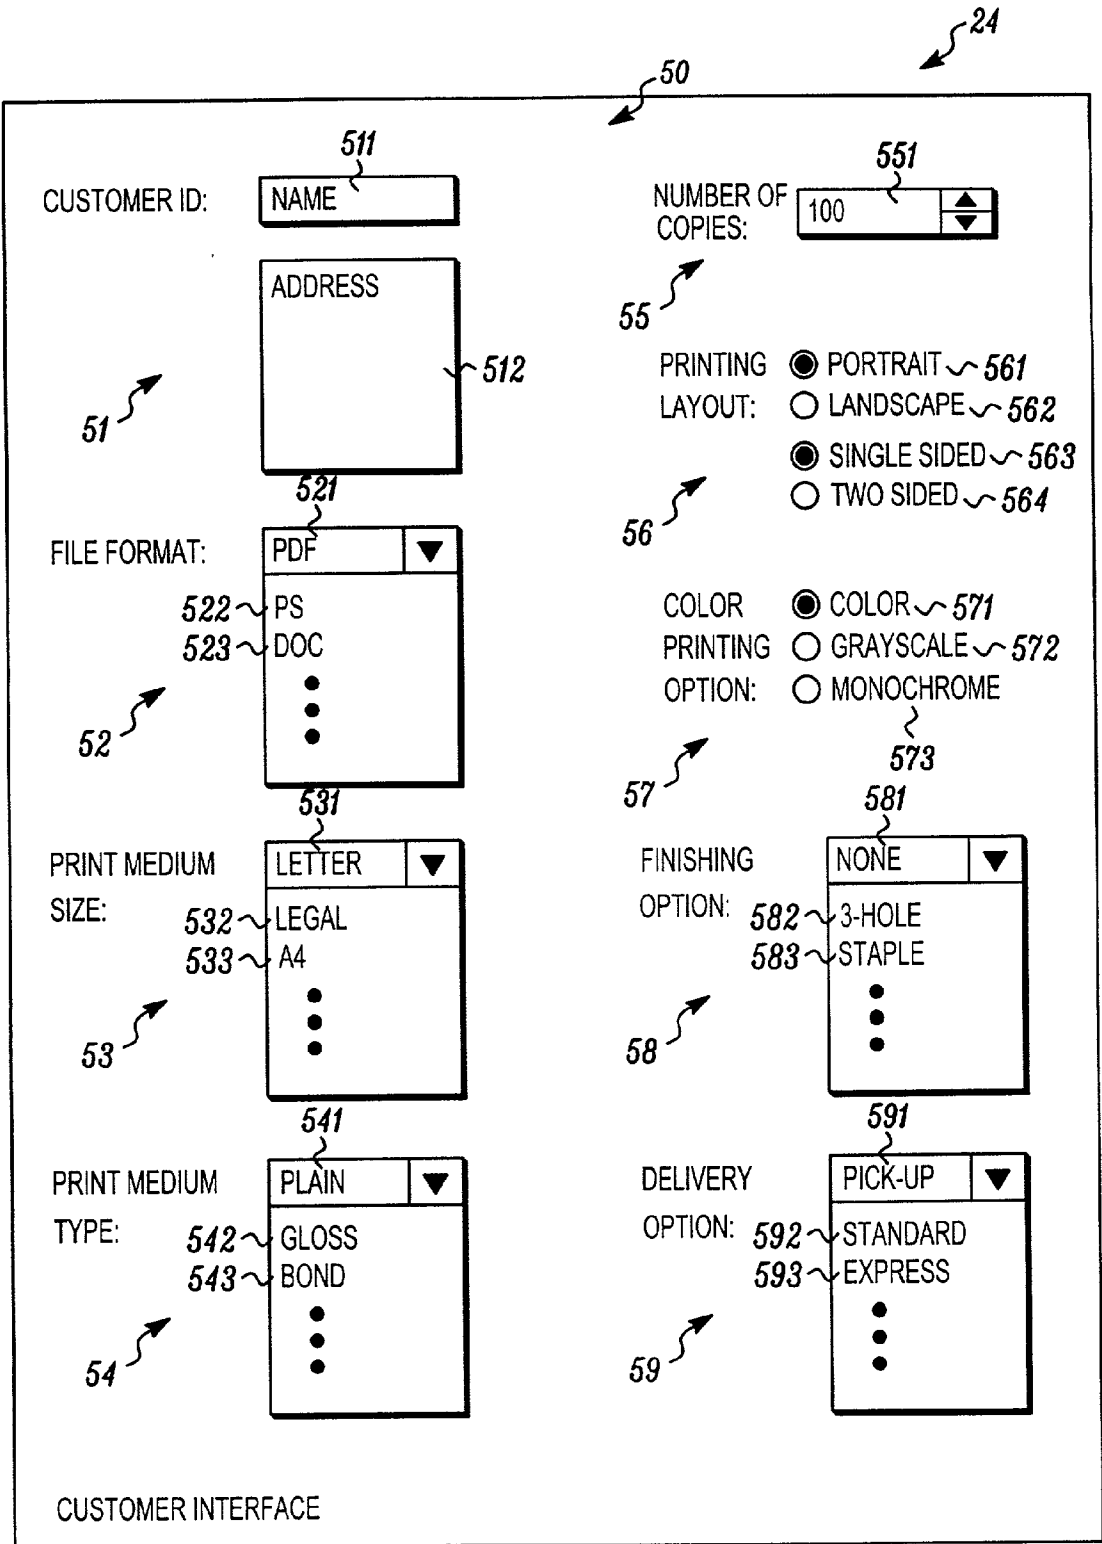 24
50
511
CUSTOMER ID: NAME
ADDRESS
512
51
521
FILE FORMAT: PDF
522 PS
523 DOC
52
531
PRINT MEDIUM LETTER
SIZE: 532 LEGAL
533 A4
53
541
PRINT MEDIUM PLAIN
TYPE: 542 GLOSS
543 BOND
54
551
NUMBER OF 100
COPIES:
55
PRINTING PORTRAIT 561
LAYOUT: LANDSCAPE 562
SINGLE SIDED 563
TWO SIDED 564
56
COLOR COLOR 571
PRINTING GRAYSCALE 572
OPTION: MONOCHROME
573
57
581
FINISHING NONE
OPTION: 582 3-HOLE
583 STAPLE
58
591
DELIVERY PICK-UP
OPTION: 592 STANDARD
593 EXPRESS
59
CUSTOMER INTERFACE